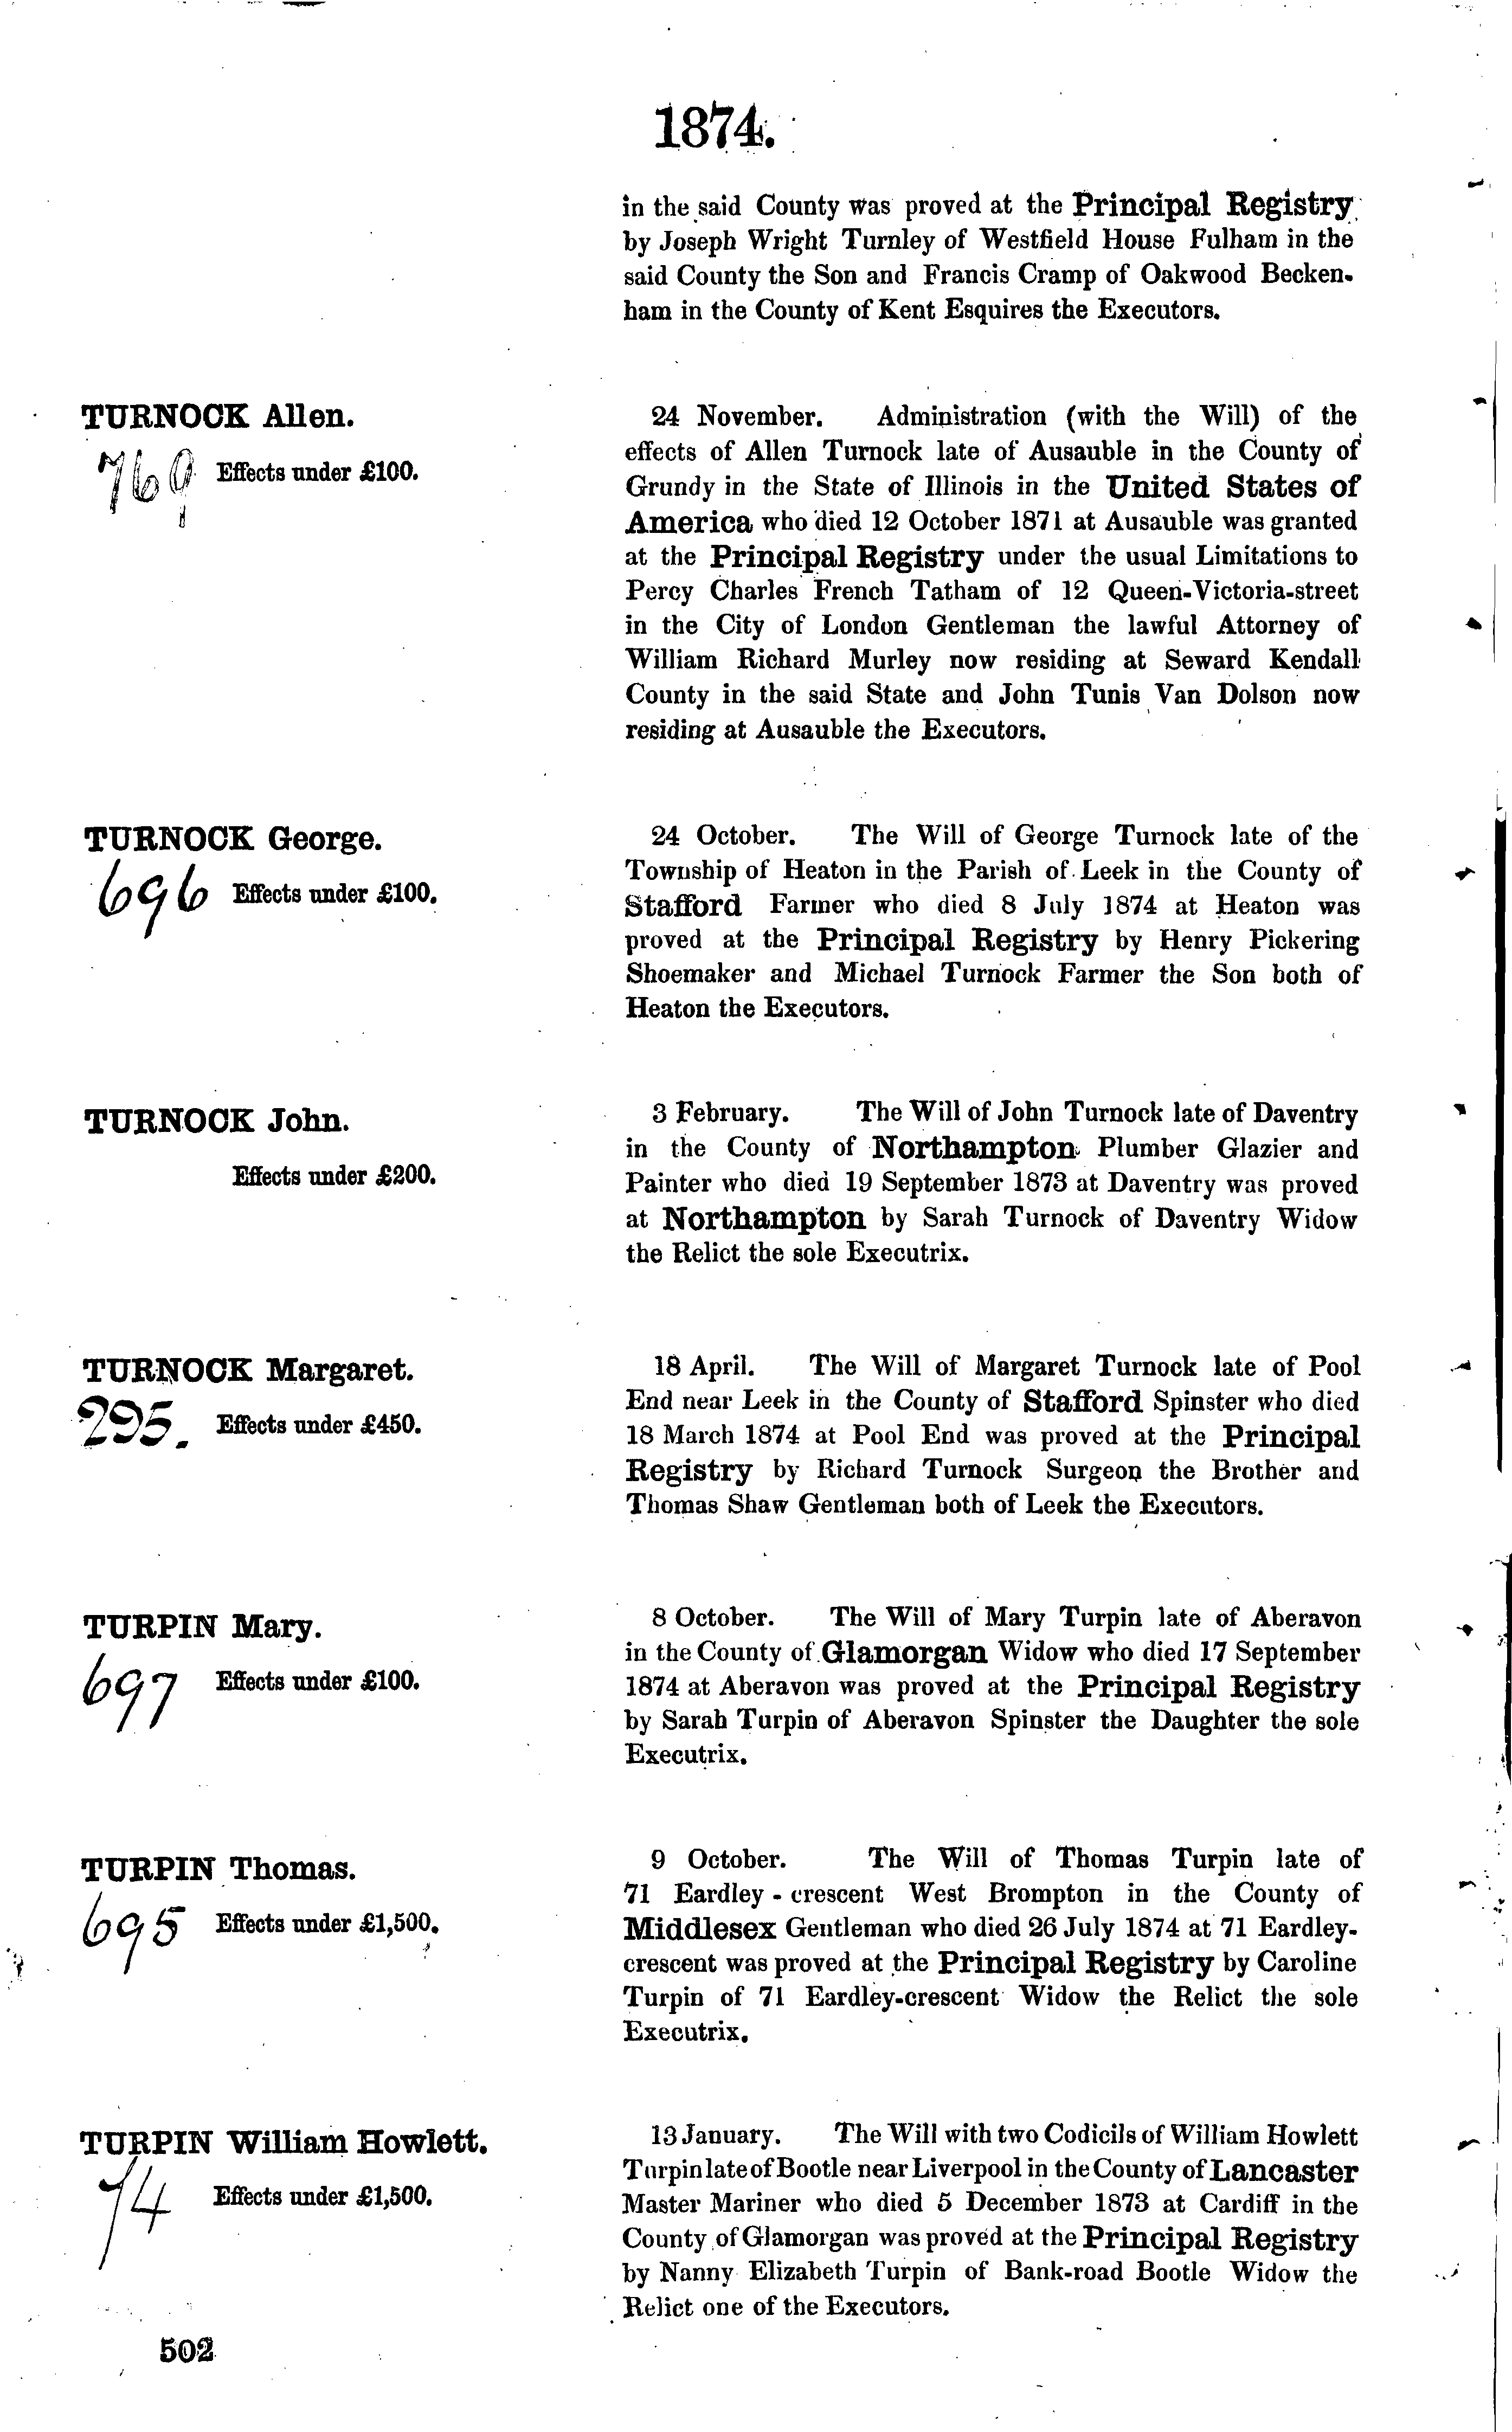 1874.
in the said County was proved at the Principal Registry
by Joseph Wright Turnley of Westfield House Fulham in the
said County the Son and Francis Cramp of Oakwood Becken-
ham in the County of Kent Esquires the Executors.
TURNOCK Allen.
769 Effects under £100.
24 November. Administration (with the Will) of the
effects of Allen Turnock late of Ausauble in the County of
Grundy in the State of Illinois in the United States of
America who died 12 October 1871 at Ausauble was granted
at the Principal Registry under the usual Limitations to
Percy Charles French Tatham of 12 Queen-Victoria-street
in the City of London Gentleman the lawful Attorney of
William Richard Murley now residing at Seward Kendall
County in the said State and John Tunis Van Dolson now
residing at Ausauble the Executors.
TURNOCK George.
696 Effects under £100.
24 October. The Will of George Turnock late of the
Township of Heaton in the Parish of Leek in the County of
Stafford Farmer who died 8 July 1874 at Heaton was
proved at the Principal Registry by Henry Pickering
Shoemaker and Michael Turnock Farmer the Son both of
Heaton the Executors.
TURNOCK John.
Effects under £200.
3 February. The Will of John Turnock late of Daventry
in the County of Northampton Plumber Glazier and
Painter who died 19 September 1873 at Daventry was proved
at Northampton by Sarah Turnock of Daventry Widow
the Relict the sole Executrix.
TURNOCK Margaret.
295. Effects under £450.
18 April. The Will of Margaret Turnock late of Pool
End near Leek in the County of Stafford Spinster who died
18 March 1874 at Pool End was proved at the Principal
Registry by Richard Turnock Surgeon the Brother and
Thomas Shaw Gentleman both of Leek the Executors.
TURPIN Mary.
697 Effects under £100.
8 October. The Will of Mary Turpin late of Aberavon
in the County of Glamorgan Widow who died 17 September
1874 at Aberavon was proved at the Principal Registry
by Sarah Turpin of Aberavon Spinster the Daughter the sole
Executrix.
TURPIN Thomas.
695 Effects under £1,500.
9 October. The Will of Thomas Turpin late of
71 Eardley-crescent West Brompton in the County of
Middlesex Gentleman who died 26 July 1874 at 71 Eardley-
crescent was proved at the Principal Registry by Caroline
Turpin of 71 Eardley-crescent Widow the Relict the sole
Executrix.
TURPIN William Howlett.
74 Effects under £1,500.
13 January. The Will with two Codicils of William Howlett
Turpin late of Bootle near Liverpool in the County of Lancaster
Master Mariner who died 5 December 1873 at Cardiff in the
County of Glamorgan was proved at the Principal Registry
by Nanny Elizabeth Turpin of Bank-road Bootle Widow the
Relict one of the Executors.
502